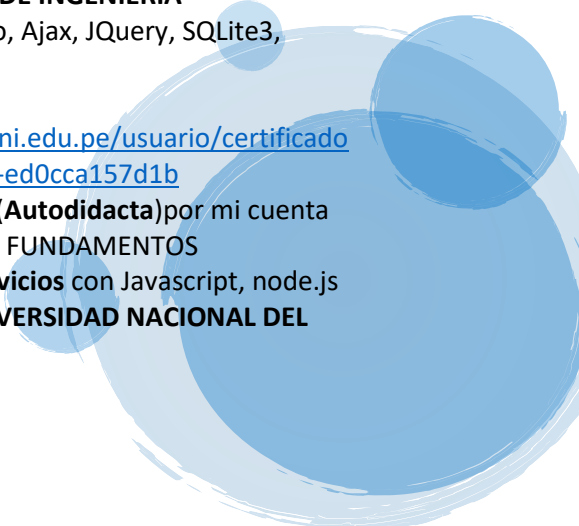 DE INGENIERIA
o, Ajax, JQuery, SQLite3,
ni.edu.pe/usuario/certificado
-ed0cca157d1b
(Autodidacta)por mi cuenta
FUNDAMENTOS
vicios con Javascript, node.js
VERSIDAD NACIONAL DEL